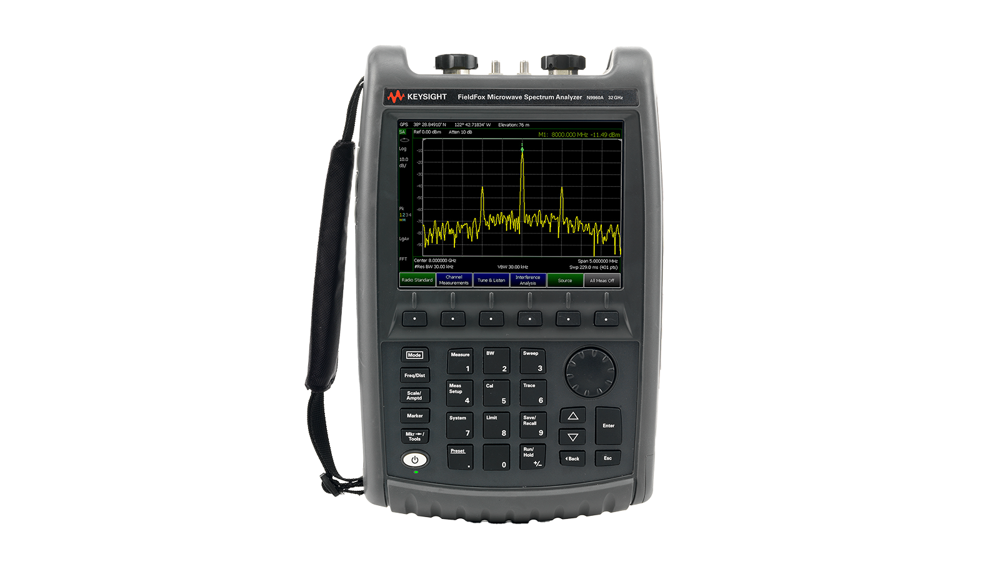 KEYSIGHT FieldFox Microwave Spectrum Analyzer N9960A 32 GHz
GPS 38º 28.84910' N 122º 42.71834' W Elevation: 76 m
SA Ref 0.00 dBm Atten 10 dB M1: 8000.000 MHz -11.49 dBm
1
Log
-10
10.0
dB/
-20
-30
-40
-50
Pk
-60
1234
WM
-70
-80
LgAv
-90
FFT
Center 8.000000 GHz Span 5.000000 MHz
#Res BW 30.00 kHz VBW 30.00 kHz Swp 229.0 ms (401 pts)
Radio Standard
Channel
Measurements
Tune & Listen
Interference
Analysis
Source
All Meas Off
Mode
Measure
1
BW
2
Sweep
3
Freq/Dist
Scale/
Amptd
Meas
Setup
4
Cal
5
Trace
6
Marker
System
7
Limit
8
Save/
Recall
9
Enter
Mkr→/
Tools
Preset
.
0
Run/
Hold
+/-
Back
Esc